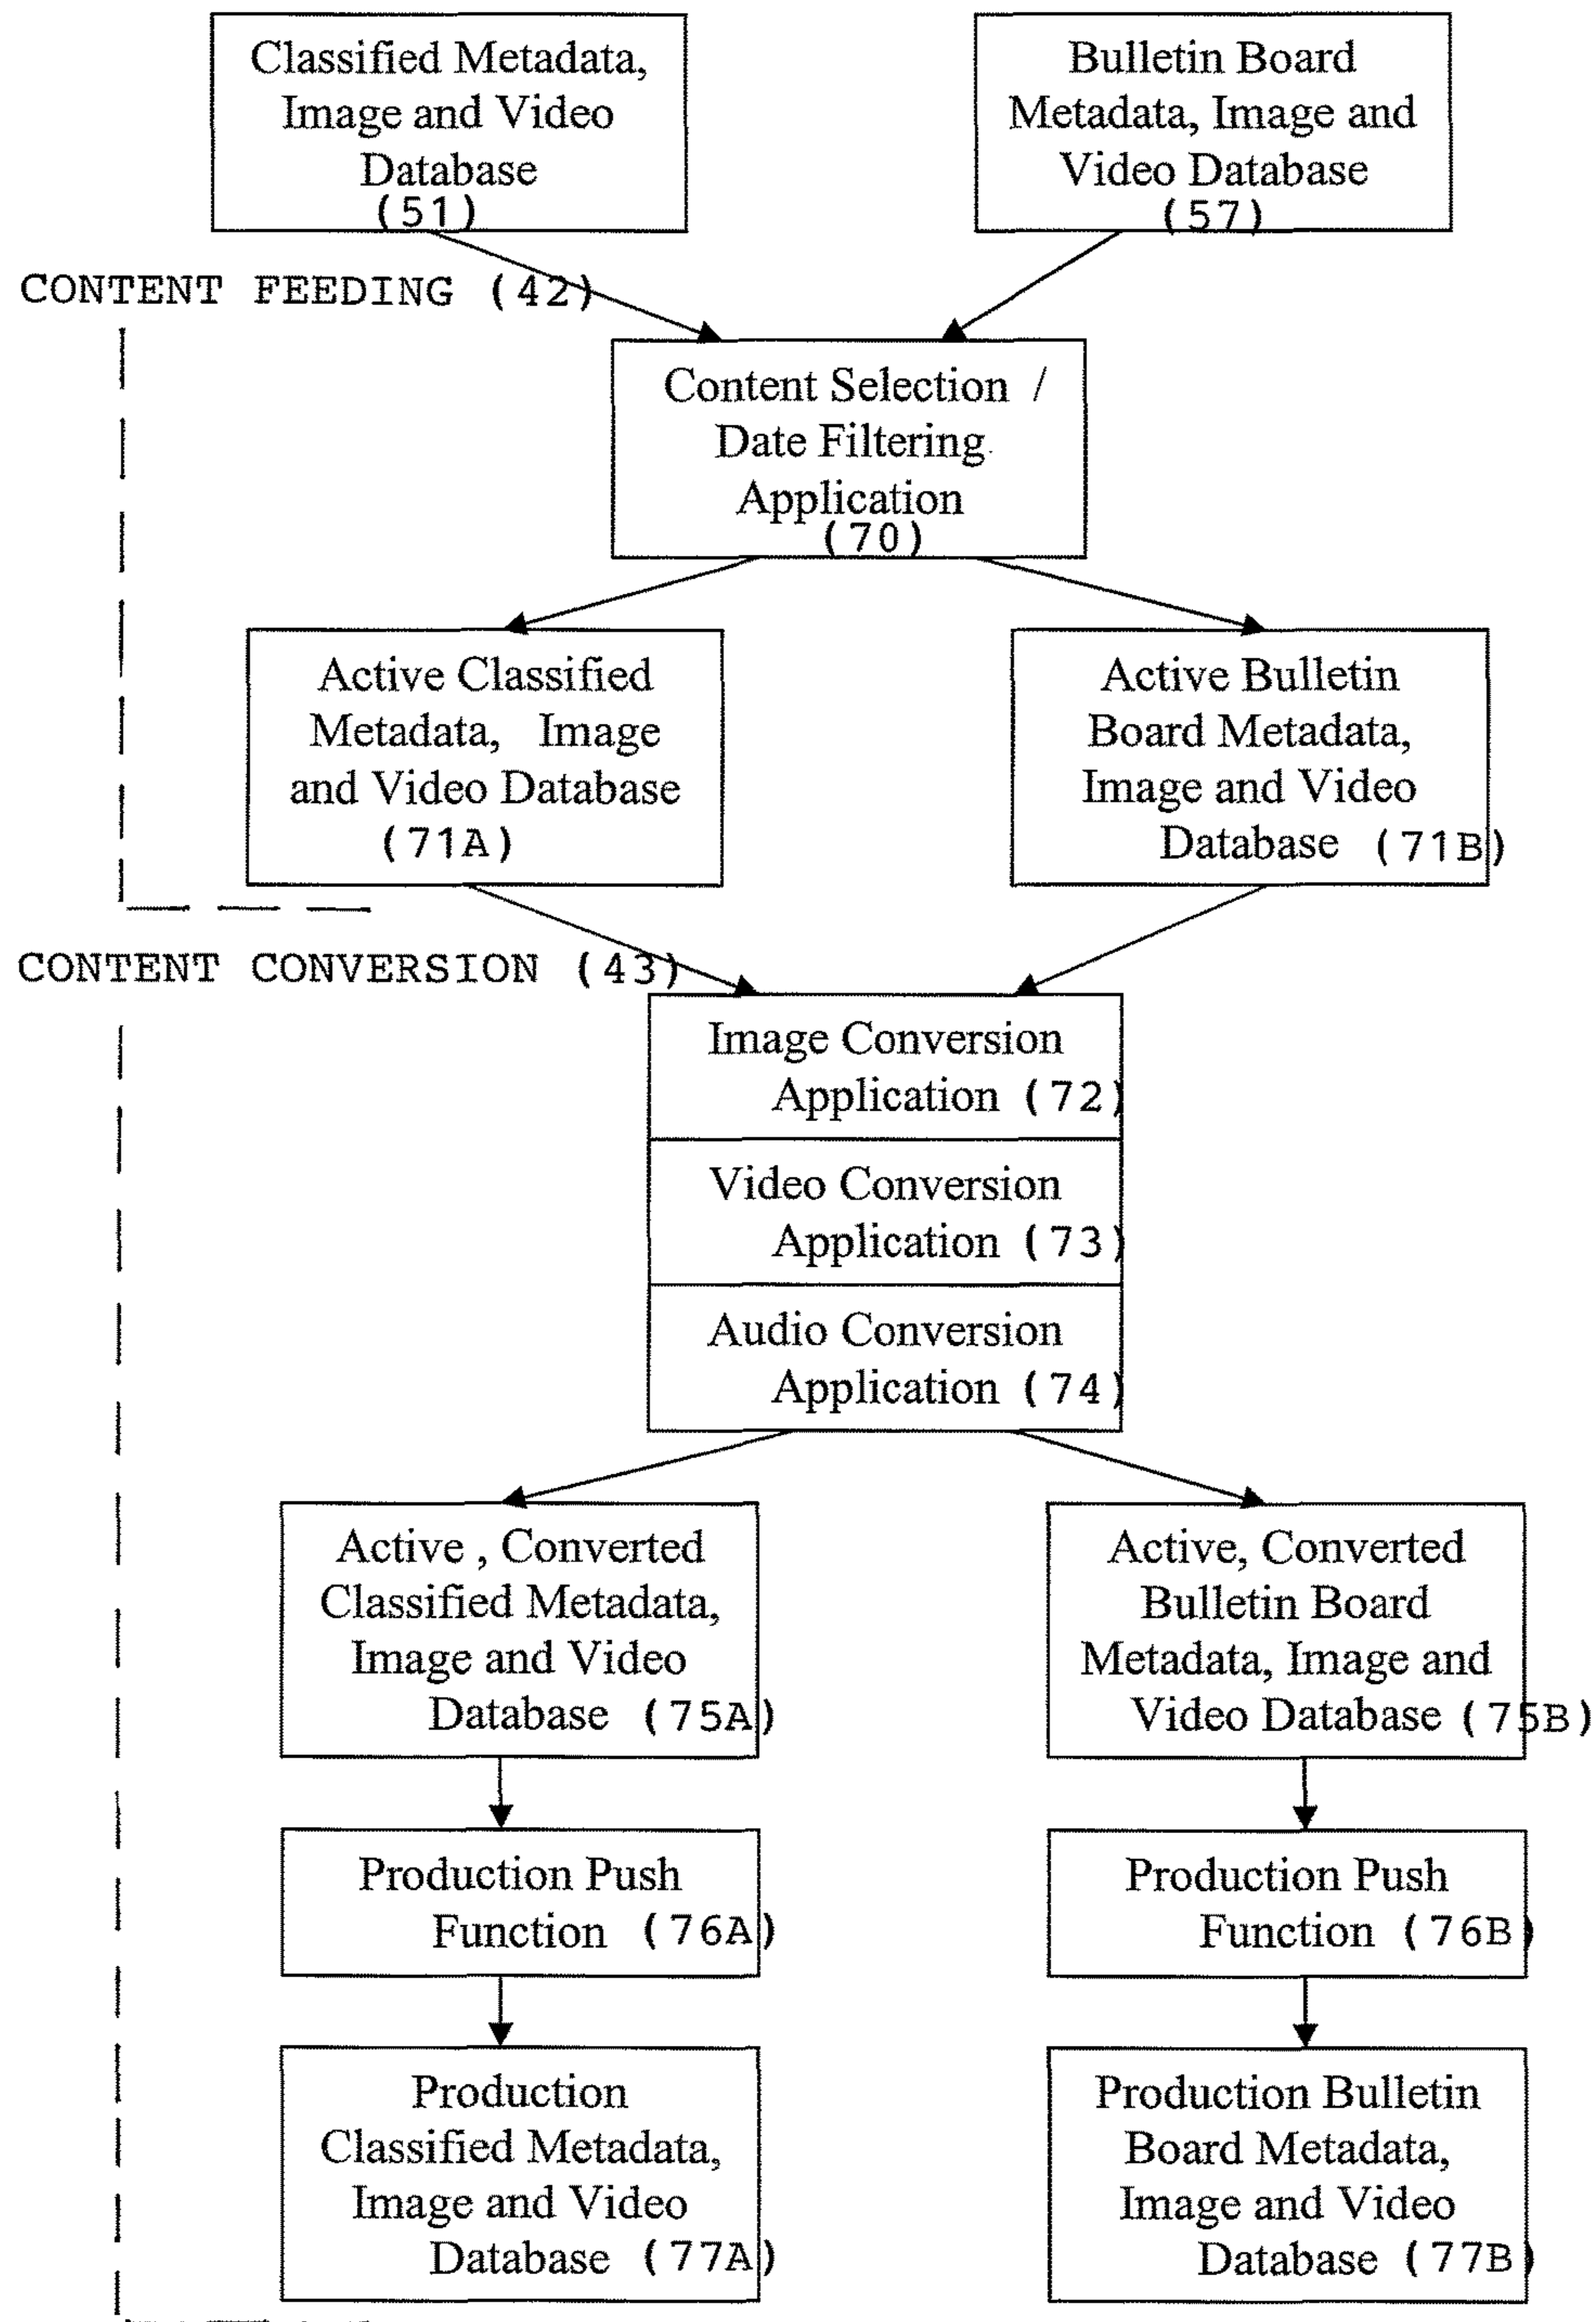 Classified Metadata,
Image and Video
Database
(51)
Bulletin Board
Metadata, Image and
Video Database
(57)
CONTENT FEEDING (42)
Content Selection /
Date Filtering
Application
(70)
Active Classified
Metadata, Image
and Video Database
(71A)
Active Bulletin
Board Metadata,
Image and Video
Database (71B)
CONTENT CONVERSION (43)
Image Conversion
Application (72)
Video Conversion
Application (73)
Audio Conversion
Application (74)
Active , Converted
Classified Metadata,
Image and Video
Database (75A)
Active, Converted
Bulletin Board
Metadata, Image and
Video Database (75B)
Production Push
Function (76A)
Production Push
Function (76B)
Production
Classified Metadata,
Image and Video
Database (77A)
Production Bulletin
Board Metadata,
Image and Video
Database (77B)